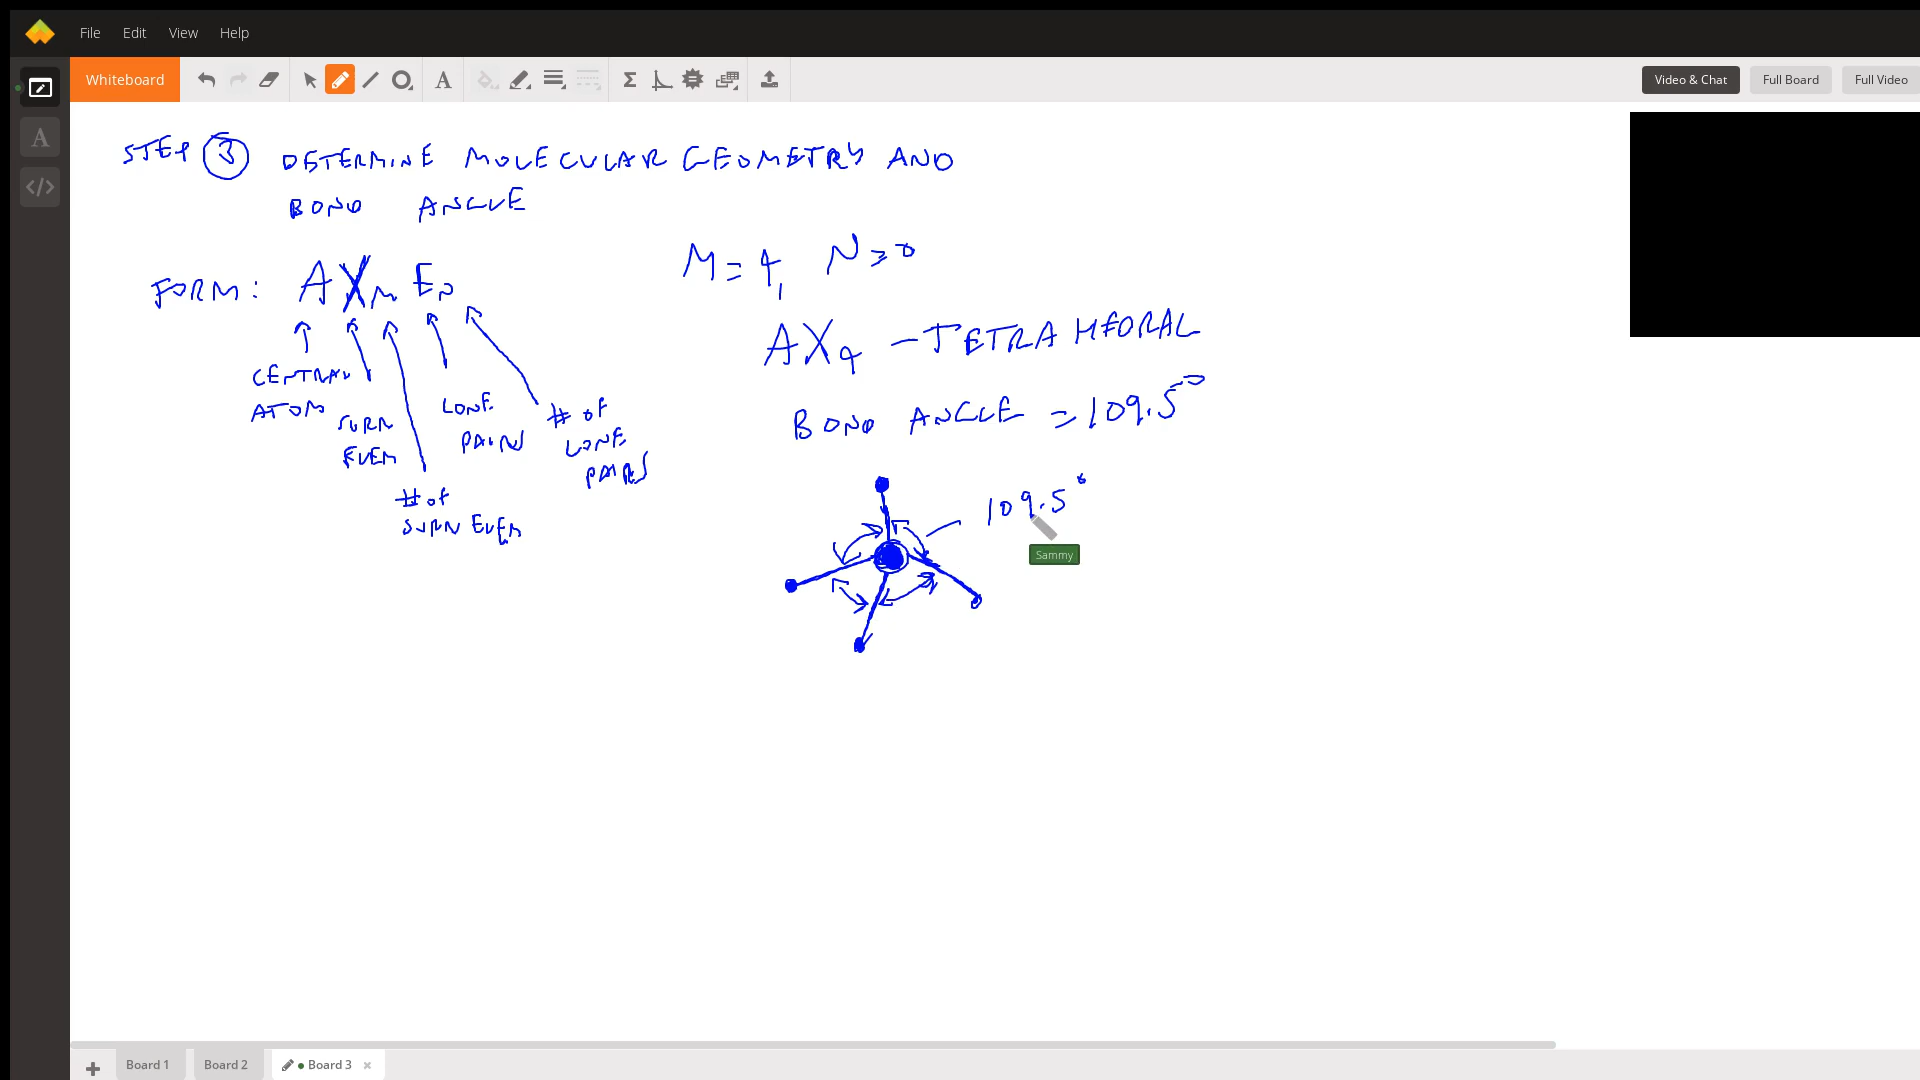 File Edit View Help
Whiteboard
Video & Chat Full Board Full Video
STEP 3 DETERMINE MOLECULAR GEOMETRY AND
BOND ANGLE
FORM: AXM EN
CENTRAL
ATOM
SURR
ELEM
# OF
SURR ELEM
LONE
PAIRS
# OF
LONE
PAIRS
M = 4, N = 0
AX4 - TETRAHEDRAL
BOND ANGLE = 109.5°
109.5°
Sammy
Board 1 Board 2 Board 3